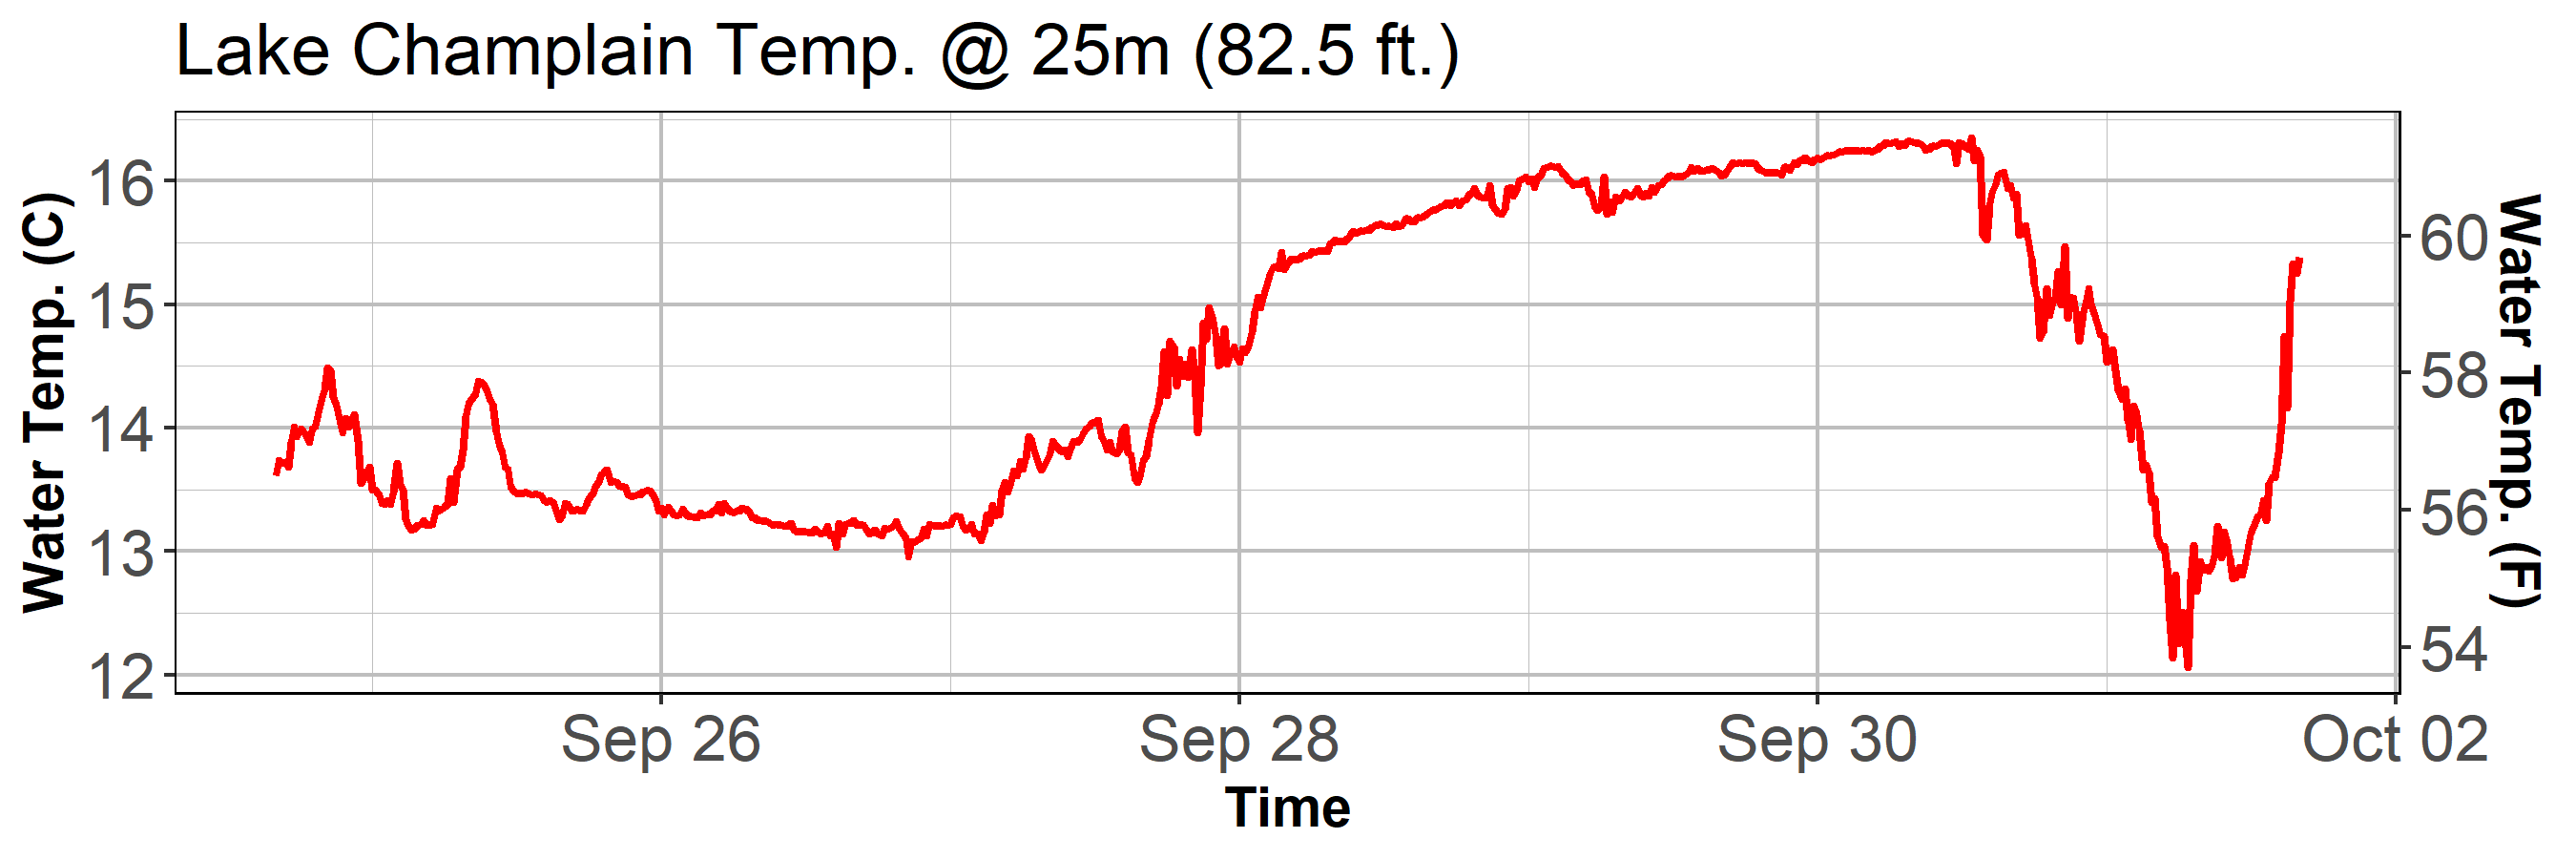 Lake Champlain Temp. @ 25m (82.5 ft.)
Water Temp. (C)
16
15
14
13
12
60
58
56
54
Water Temp. (F)
Sep 26
Sep 28
Sep 30
Oct 02
Time